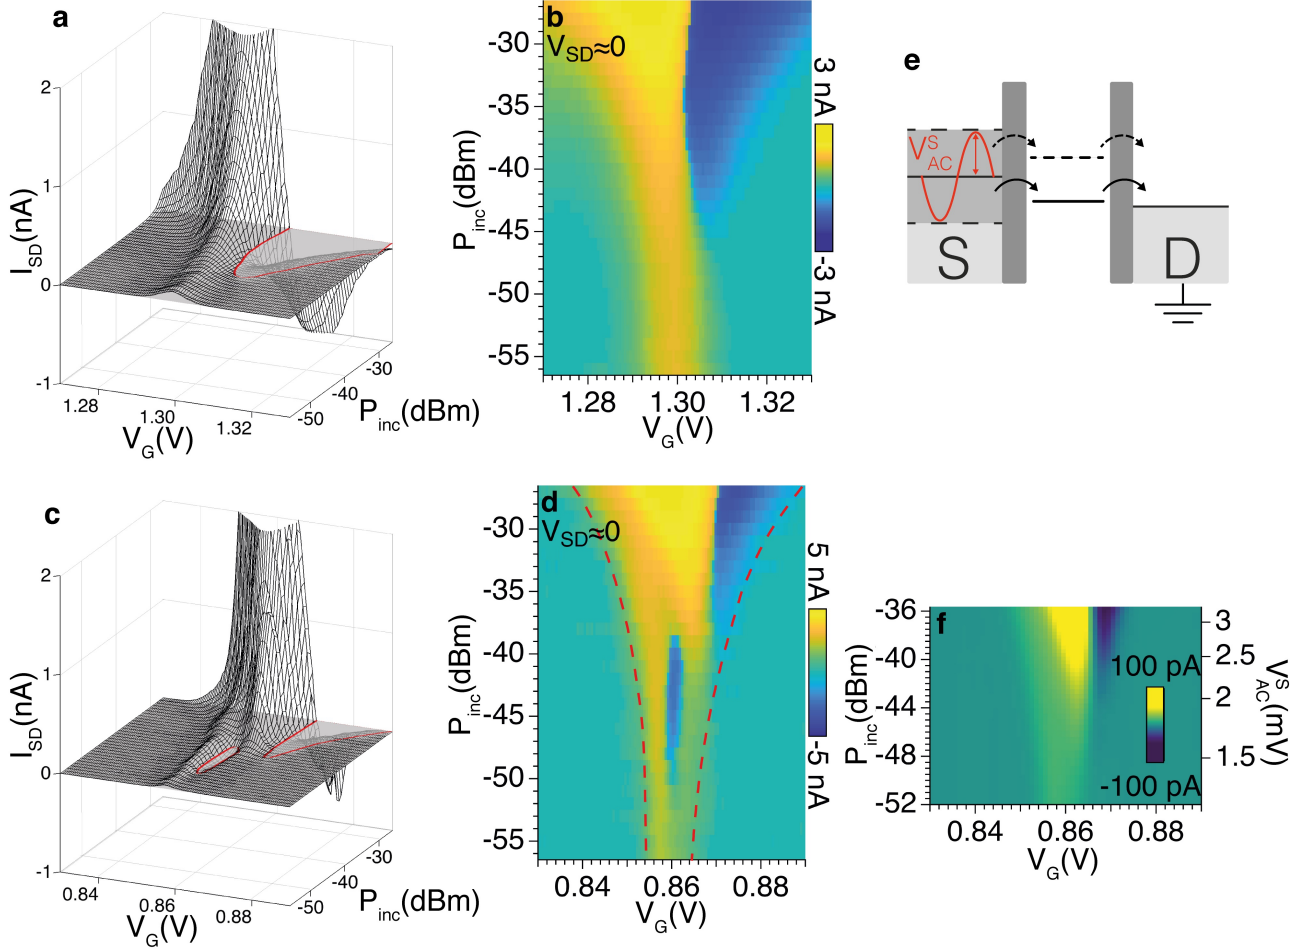 a
2
1
0
-1
I_SD(nA)
1.28
1.30
1.32
V_G(V)
-50
-40
-30
P_inc(dBm)
b
V_SD≈0
-30
-35
-40
-45
-50
-55
P_inc(dBm)
1.28
1.30
1.32
V_G(V)
3 nA
-3 nA
e
V^S_AC
S
D
c
2
1
0
-1
I_SD(nA)
0.84
0.86
0.88
V_G(V)
-50
-40
-30
P_inc(dBm)
d
V_SD≈0
-30
-35
-40
-45
-50
-55
P_inc(dBm)
0.84
0.86
0.88
V_G(V)
5 nA
-5 nA
f
-36
-40
-44
-48
-52
P_inc(dBm)
100 pA
-100 pA
3
2.5
2
1.5
V^S_AC(mV)
0.84
0.86
0.88
V_G(V)